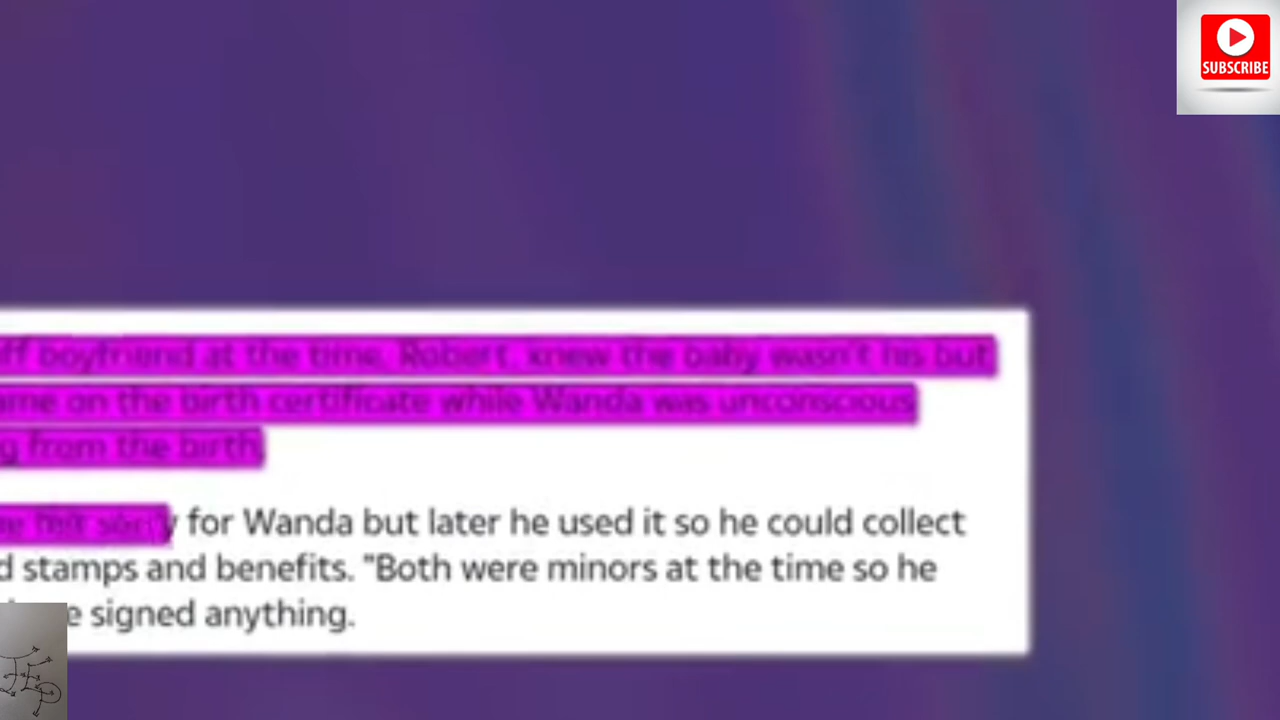 SUBSCRIBE
ff boyfriend at the time, Robert, knew the baby wasn't his but
ame on the birth certificate while Wanda was unconscious
g from the birth.
e felt sorry for Wanda but later he used it so he could collect
d stamps and benefits. "Both were minors at the time so he
e signed anything.